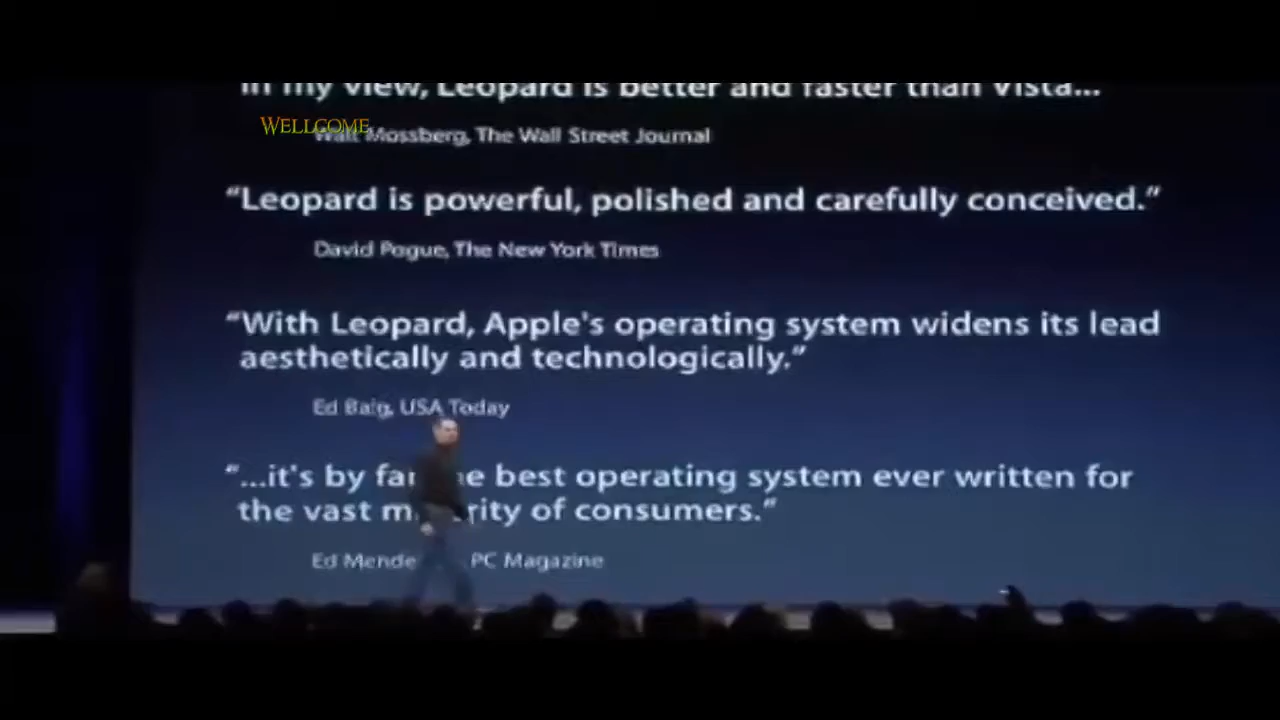 In my view, Leopard is better and faster than Vista...
WELLCOME
Walt Mossberg, The Wall Street Journal
“Leopard is powerful, polished and carefully conceived.”
David Pogue, The New York Times
“With Leopard, Apple's operating system widens its lead
aesthetically and technologically.”
Ed Baig, USA Today
“...it's by far best operating system ever written for
the vast of consumers.”
Ed PC Magazine